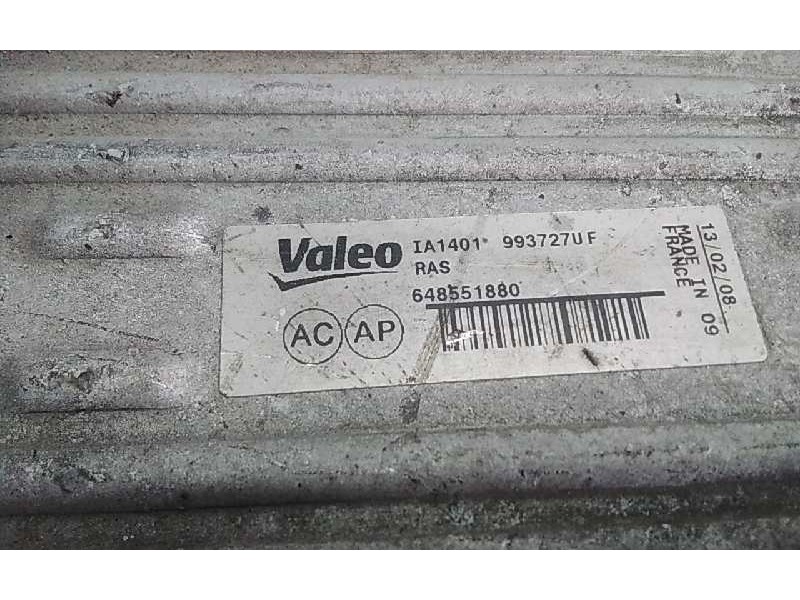 Valeo IA1401* 993727UF
RAS
648551880
AC AP
13/02/08
MADE IN 09
FRANCE